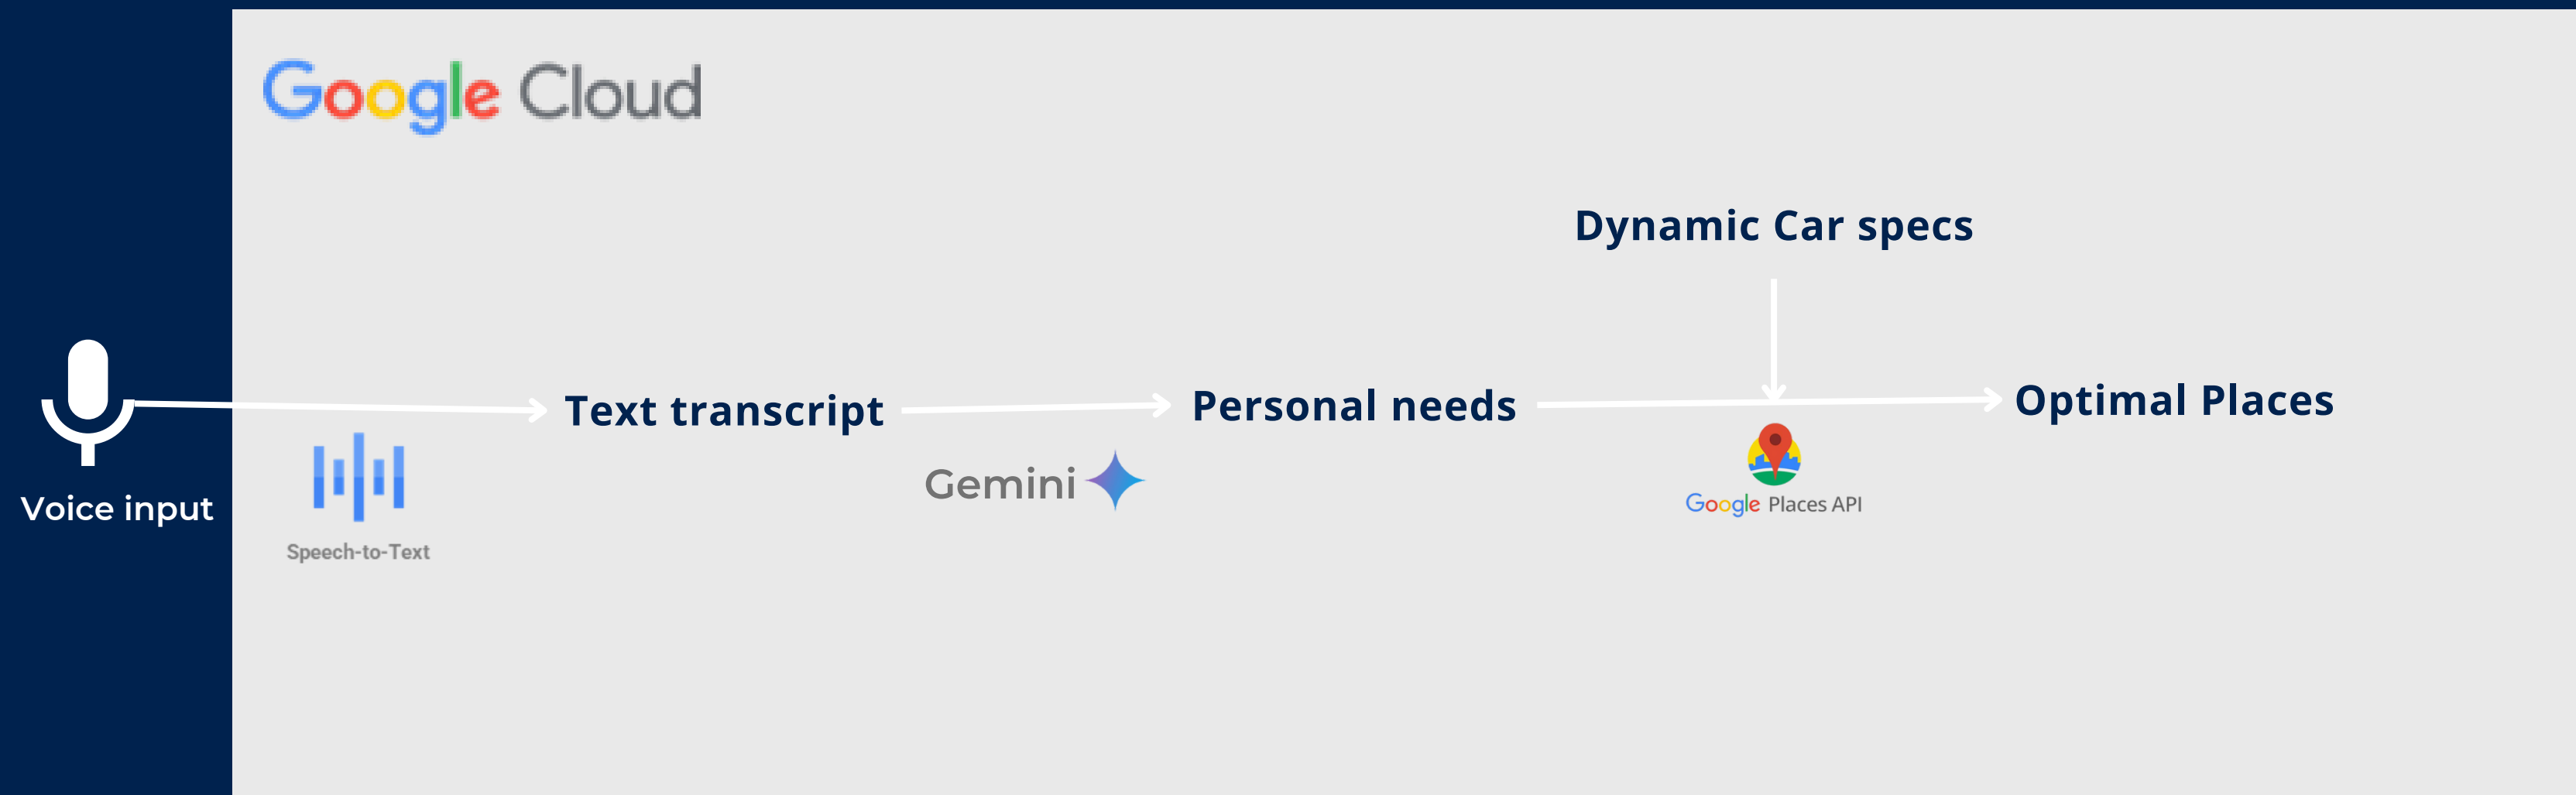 Google Cloud
Dynamic Car specs
Text transcript
Personal needs
Optimal Places
Gemini
Voice input
Google Places API
Speech-to-Text